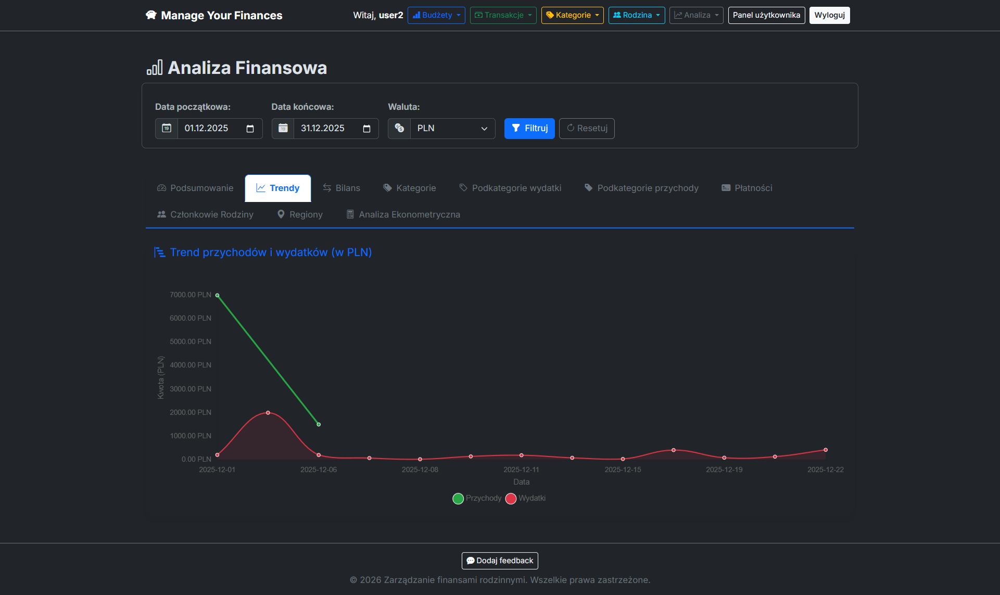 Manage Your Finances
Witaj, user2 Budżety Transakcje Kategorie Rodzina Analiza Panel użytkownika Wyloguj
Analiza Finansowa
Data początkowa: Data końcowa: Waluta:
19 01.12.2025 19 31.12.2025 PLN Filtruj Resetuj
Podsumowanie Trendy Bilans Kategorie Podkategorie wydatki Podkategorie przychody Płatności
Członkowie Rodziny Regiony Analiza Ekonometryczna
Trend przychodów i wydatków (w PLN)
7000.00 PLN
6000.00 PLN
5000.00 PLN
4000.00 PLN
3000.00 PLN
2000.00 PLN
1000.00 PLN
0.00 PLN
Kwota (PLN)
2025-12-01 2025-12-06 2025-12-08 2025-12-11 2025-12-15 2025-12-19 2025-12-22
Data
Przychody Wydatki
Dodaj feedback
© 2026 Zarządzanie finansami rodzinnymi. Wszelkie prawa zastrzeżone.